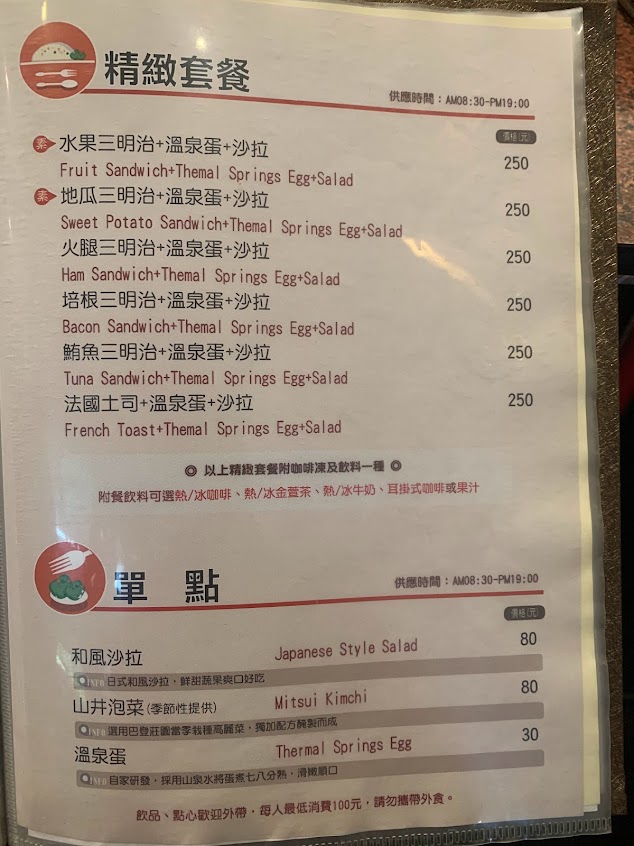 精緻套餐
供應時間：AM08:30-PM19:00
價格(元)
素 水果三明治+溫泉蛋+沙拉 250
Fruit Sandwich+Themal Springs Egg+Salad
素 地瓜三明治+溫泉蛋+沙拉 250
Sweet Potato Sandwich+Themal Springs Egg+Salad
火腿三明治+溫泉蛋+沙拉 250
Ham Sandwich+Themal Springs Egg+Salad
培根三明治+溫泉蛋+沙拉 250
Bacon Sandwich+Themal Springs Egg+Salad
鮪魚三明治+溫泉蛋+沙拉 250
Tuna Sandwich+Themal Springs Egg+Salad
法國土司+溫泉蛋+沙拉 250
French Toast+Themal Springs Egg+Salad
◎ 以上精緻套餐附咖啡凍及飲料一種 ◎
附餐飲料可選熱/冰咖啡、熱/冰金萱茶、熱/冰牛奶、耳掛式咖啡或果汁
單 點
供應時間：AM08:30-PM19:00
價格(元)
和風沙拉 Japanese Style Salad 80
INFO 日式和風沙拉，鮮甜蔬果爽口好吃
山井泡菜(季節性提供) Mitsui Kimchi 80
INFO 選用巴登莊園當季栽種高麗菜，獨加配方醃製而成
溫泉蛋 Thermal Springs Egg 30
INFO 自家研發，採用山泉水將蛋煮七八分熟，滑嫩順口
飲品、點心歡迎外帶，每人最低消費100元，請勿攜帶外食。